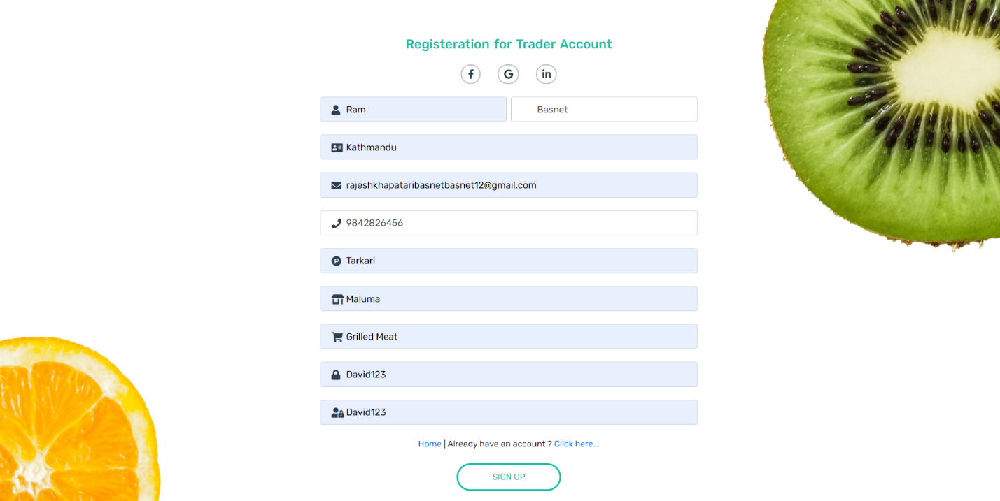 Registeration for Trader Account
f G in
Ram Basnet
Kathmandu
rajeshkhapataribasnetbasnet12@gmail.com
9842826456
P Tarkari
Maluma
Grilled Meat
David123
David123
Home | Already have an account ? Click here...
SIGN UP